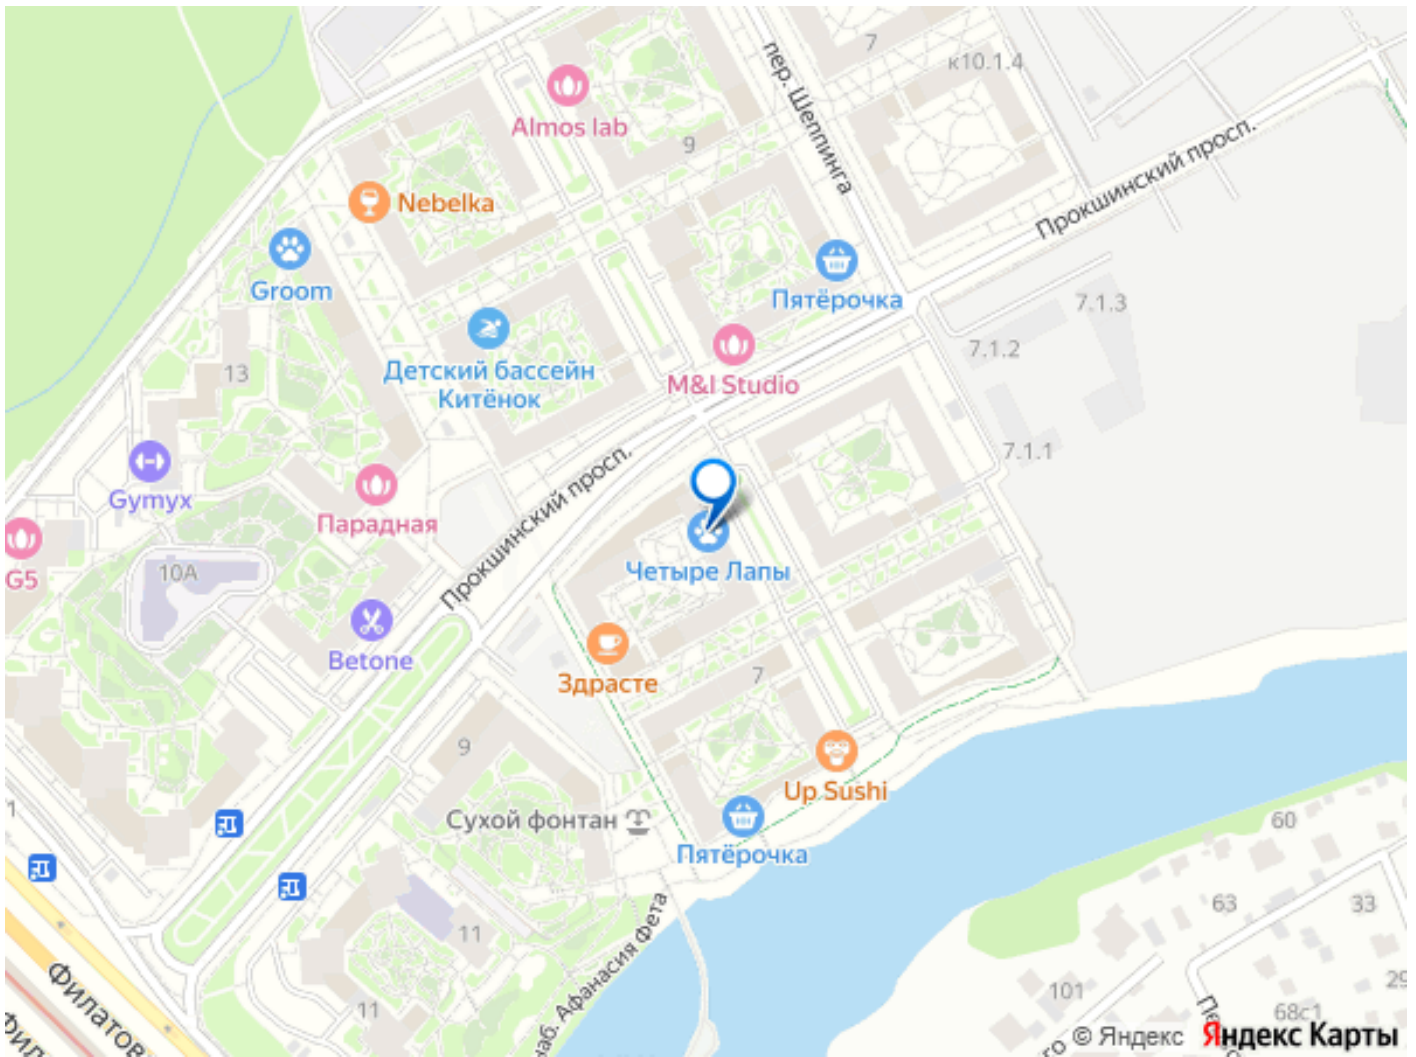 7
к10.1.4
пер. Шеппинга
Almos lab
9
Прокшинский просп.
Nebelka
Groom
Пятёрочка
7.1.3
7.1.2
Детский бассейн
Китёнок
M&I Studio
13
7.1.1
Gymyx
Парадная
Прокшинский просп.
G5
10А
Четыре Лапы
Betone
Здрасте
7
9
Up Sushi
Сухой фонтан
1
Пятёрочка
60
63
33
11
наб. Афанасия Фета
Филатов
11
101
29
68с1
© Яндекс
Яндекс Карты